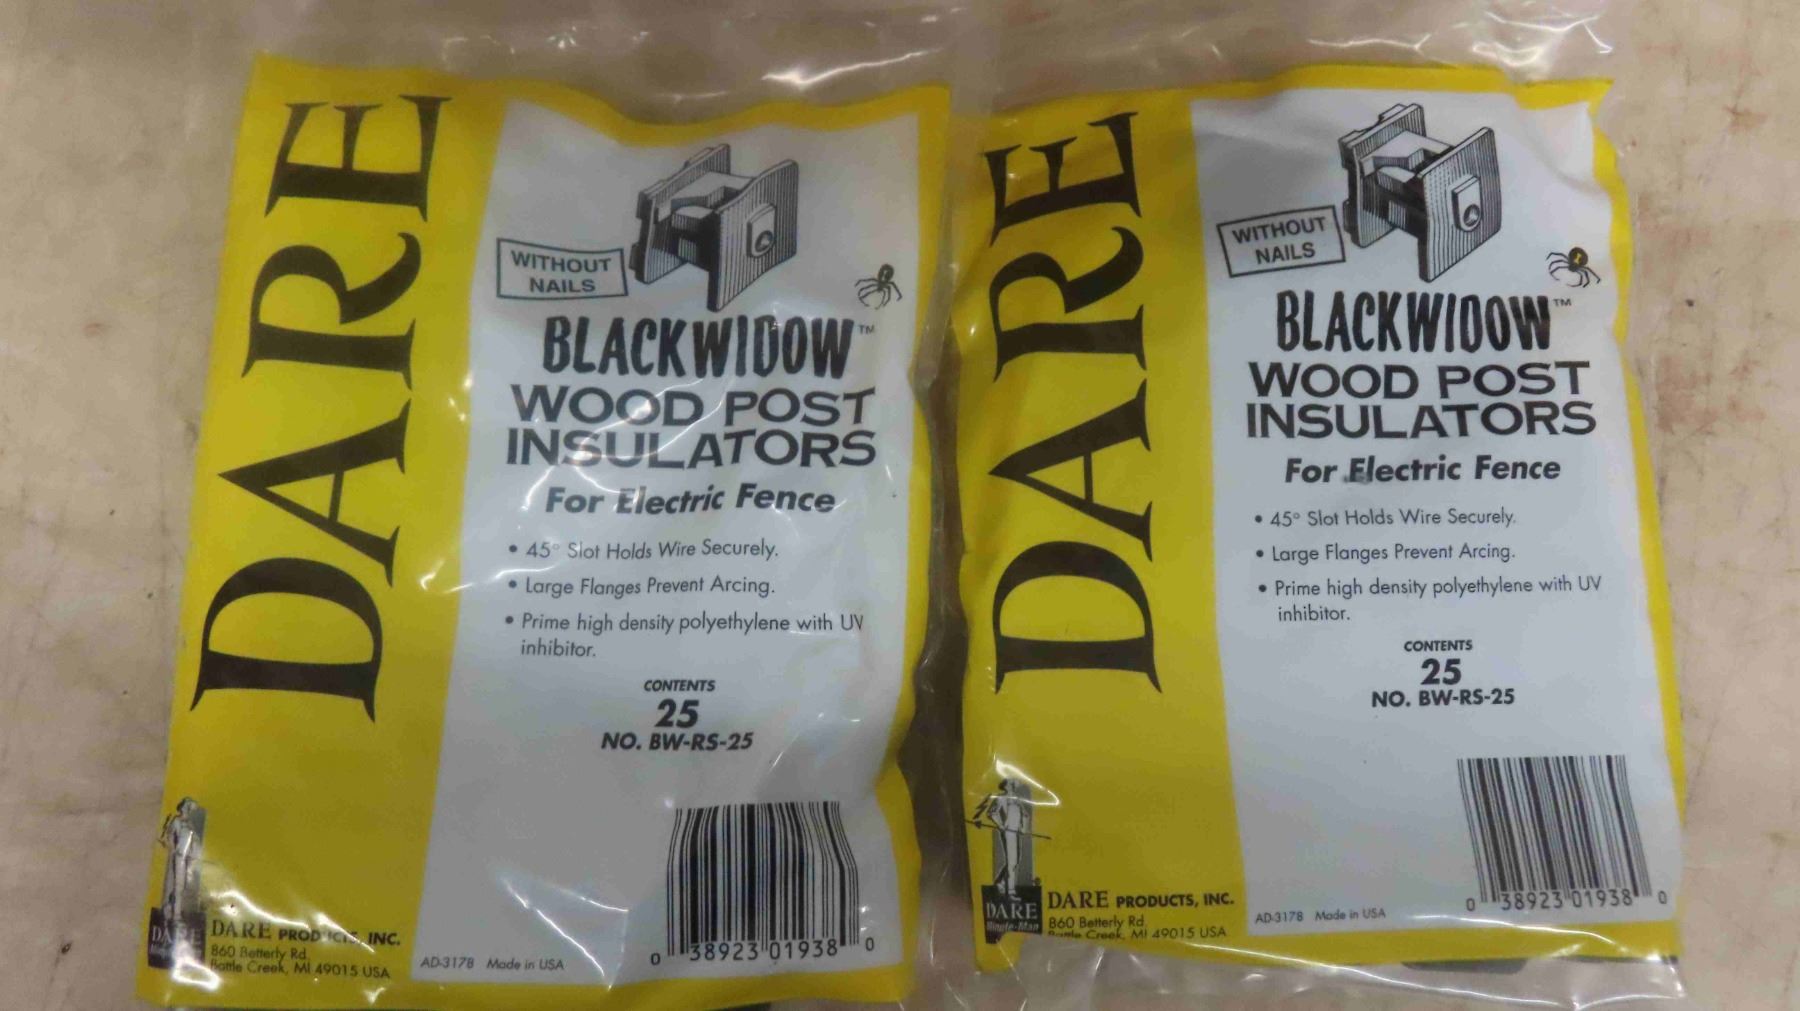 DARE
WITHOUT
NAILS
BLACKWIDOW™
WOOD POST
INSULATORS
For Electric Fence
• 45° Slot Holds Wire Securely.
• Large Flanges Prevent Arcing.
• Prime high density polyethylene with UV
inhibitor.
CONTENTS
25
NO. BW-RS-25
DARE PRODUCTS, INC.
860 Betterly Rd.
Battle Creek, MI 49015 USA
AD-3178 Made in USA
0 38923 01938 0
DARE
WITHOUT
NAILS
BLACKWIDOW™
WOOD POST
INSULATORS
For Electric Fence
• 45° Slot Holds Wire Securely.
• Large Flanges Prevent Arcing.
• Prime high density polyethylene with UV
inhibitor.
CONTENTS
25
NO. BW-RS-25
DARE
®
DARE PRODUCTS, INC.
860 Betterly Rd.
Battle Creek, MI 49015 USA
AD-3178 Made in USA
0 38923 01938 0